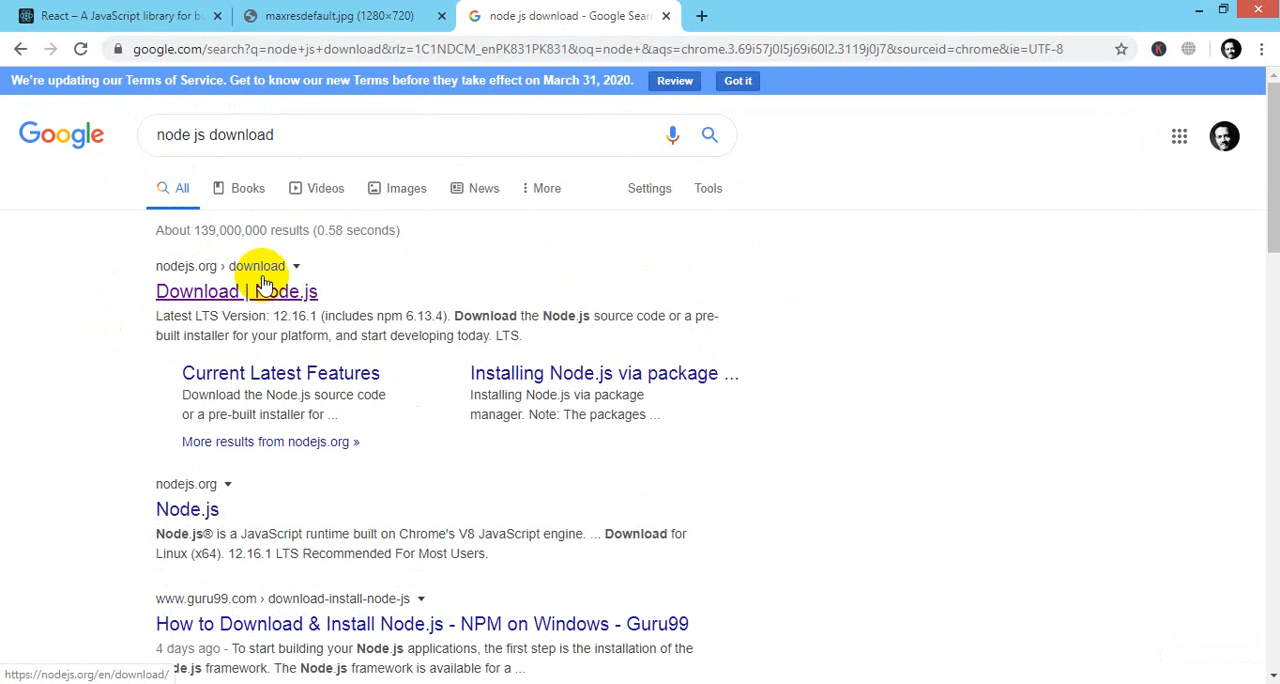 React – A JavaScript library for bu
maxresdefault.jpg (1280×720)
node js download - Google Sear
google.com/search?q=node+js+download&rlz=1C1NDCM_enPK831PK831&oq=node+&aqs=chrome.3.69i57j0l5j69i60l2.3119j0j7&sourceid=chrome&ie=UTF-8
K
We're updating our Terms of Service. Get to know our new Terms before they take effect on March 31, 2020. Review Got it
Google
node js download
All Books Videos Images News More Settings Tools
About 139,000,000 results (0.58 seconds)
nodejs.org › download
Download | Node.js
Latest LTS Version: 12.16.1 (includes npm 6.13.4). Download the Node.js source code or a pre-
built installer for your platform, and start developing today. LTS.
Current Latest Features
Download the Node.js source code
or a pre-built installer for ...
Installing Node.js via package ...
Installing Node.js via package
manager. Note: The packages ...
More results from nodejs.org »
nodejs.org
Node.js
Node.js® is a JavaScript runtime built on Chrome's V8 JavaScript engine. ... Download for
Linux (x64). 12.16.1 LTS Recommended For Most Users.
www.guru99.com › download-install-node-js
How to Download & Install Node.js - NPM on Windows - Guru99
4 days ago - To start building your Node.js applications, the first step is the installation of the
de.js framework. The Node.js framework is available for a ...
https://nodejs.org/en/download/